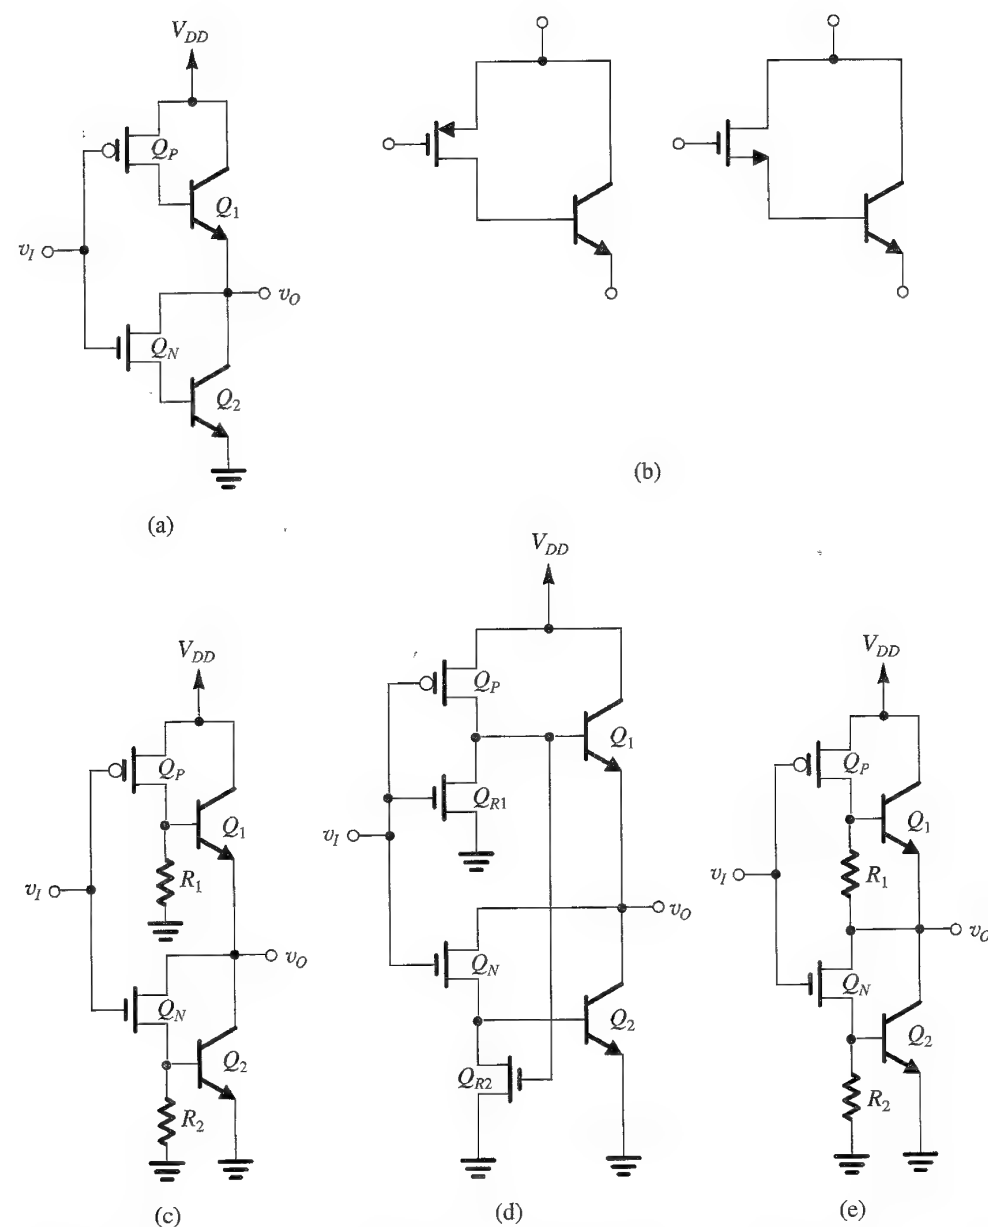 V_DD
Q_P
Q_1
v_I
v_O
Q_N
Q_2
(a)
(b)
V_DD
Q_P
Q_1
R_1
v_I
v_O
Q_N
Q_2
R_2
(c)
V_DD
Q_P
Q_1
Q_R1
v_I
v_O
Q_N
Q_2
Q_R2
(d)
V_DD
Q_P
Q_1
R_1
v_I
v_O
Q_N
Q_2
R_2
(e)